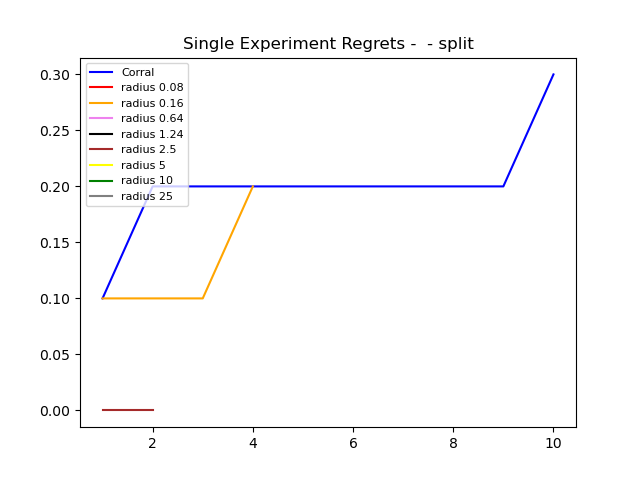 Single Experiment Regrets -  - split
0.30
0.25
0.20
0.15
0.10
0.05
0.00
Corral
radius 0.08
radius 0.16
radius 0.64
radius 1.24
radius 2.5
radius 5
radius 10
radius 25
2 4 6 8 10